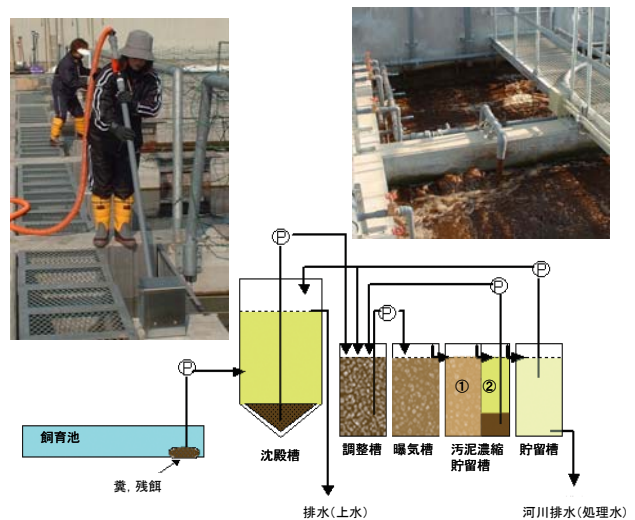 Ⓟ
Ⓟ
Ⓟ
Ⓟ
Ⓟ
① ②
飼育池
沈殿槽
調整槽
曝気槽
汚泥濃縮
貯留槽
貯留槽
糞, 残餌
排水(上水)
河川排水(処理水)